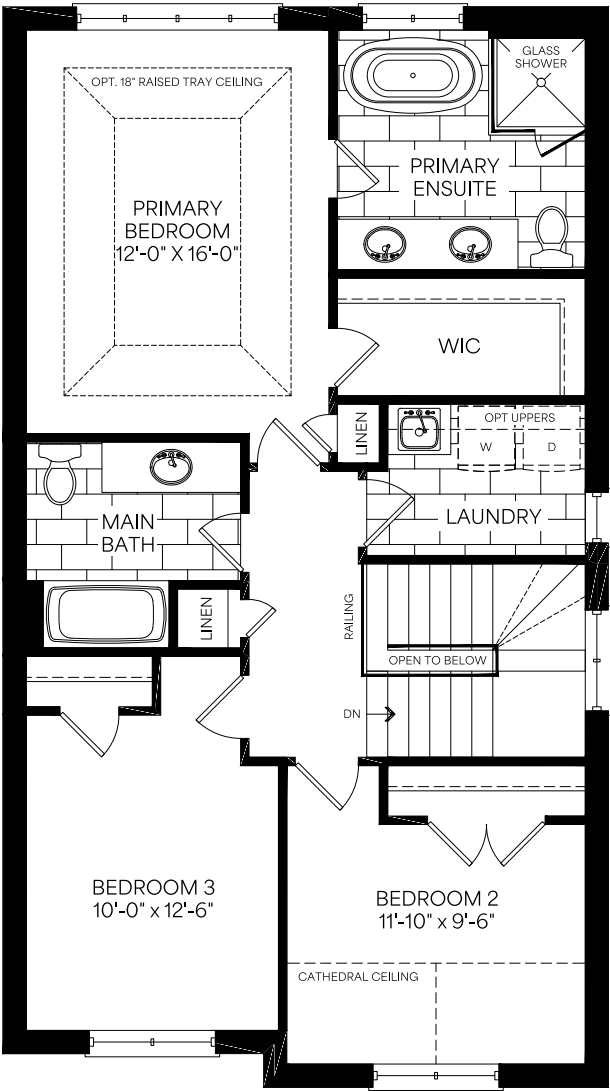 GLASS
SHOWER
OPT. 18" RAISED TRAY CEILING
PRIMARY
ENSUITE
PRIMARY
BEDROOM
12'-0" X 16'-0"
WIC
LINEN
OPT UPPERS
W
D
LAUNDRY
MAIN
BATH
LINEN
RAILING
OPEN TO BELOW
DN
BEDROOM 3
10'-0" x 12'-6"
BEDROOM 2
11'-10" x 9'-6"
CATHEDRAL CEILING